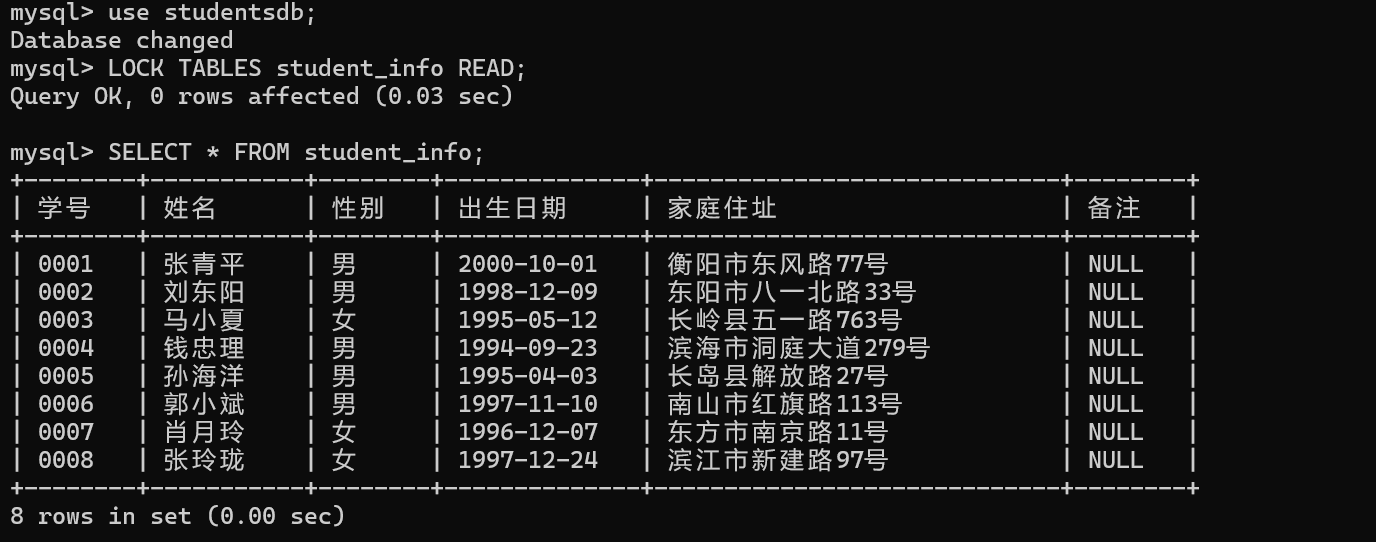 mysql> use studentsdb;
Database changed
mysql> LOCK TABLES student_info READ;
Query OK, 0 rows affected (0.03 sec)

mysql> SELECT * FROM student_info;
+--------+------------+--------+--------------+-----------------------------+--------+
| 学号 | 姓名 | 性别 | 出生日期 | 家庭住址 | 备注 |
+--------+------------+--------+--------------+-----------------------------+--------+
| 0001 | 张青平 | 男 | 2000-10-01 | 衡阳市东风路77号 | NULL |
| 0002 | 刘东阳 | 男 | 1998-12-09 | 东阳市八一北路33号 | NULL |
| 0003 | 马小夏 | 女 | 1995-05-12 | 长岭县五一路763号 | NULL |
| 0004 | 钱忠理 | 男 | 1994-09-23 | 滨海市洞庭大道279号 | NULL |
| 0005 | 孙海洋 | 男 | 1995-04-03 | 长岛县解放路27号 | NULL |
| 0006 | 郭小斌 | 男 | 1997-11-10 | 南山市红旗路113号 | NULL |
| 0007 | 肖月玲 | 女 | 1996-12-07 | 东方市南京路11号 | NULL |
| 0008 | 张玲珑 | 女 | 1997-12-24 | 滨江市新建路97号 | NULL |
+--------+------------+--------+--------------+-----------------------------+--------+
8 rows in set (0.00 sec)